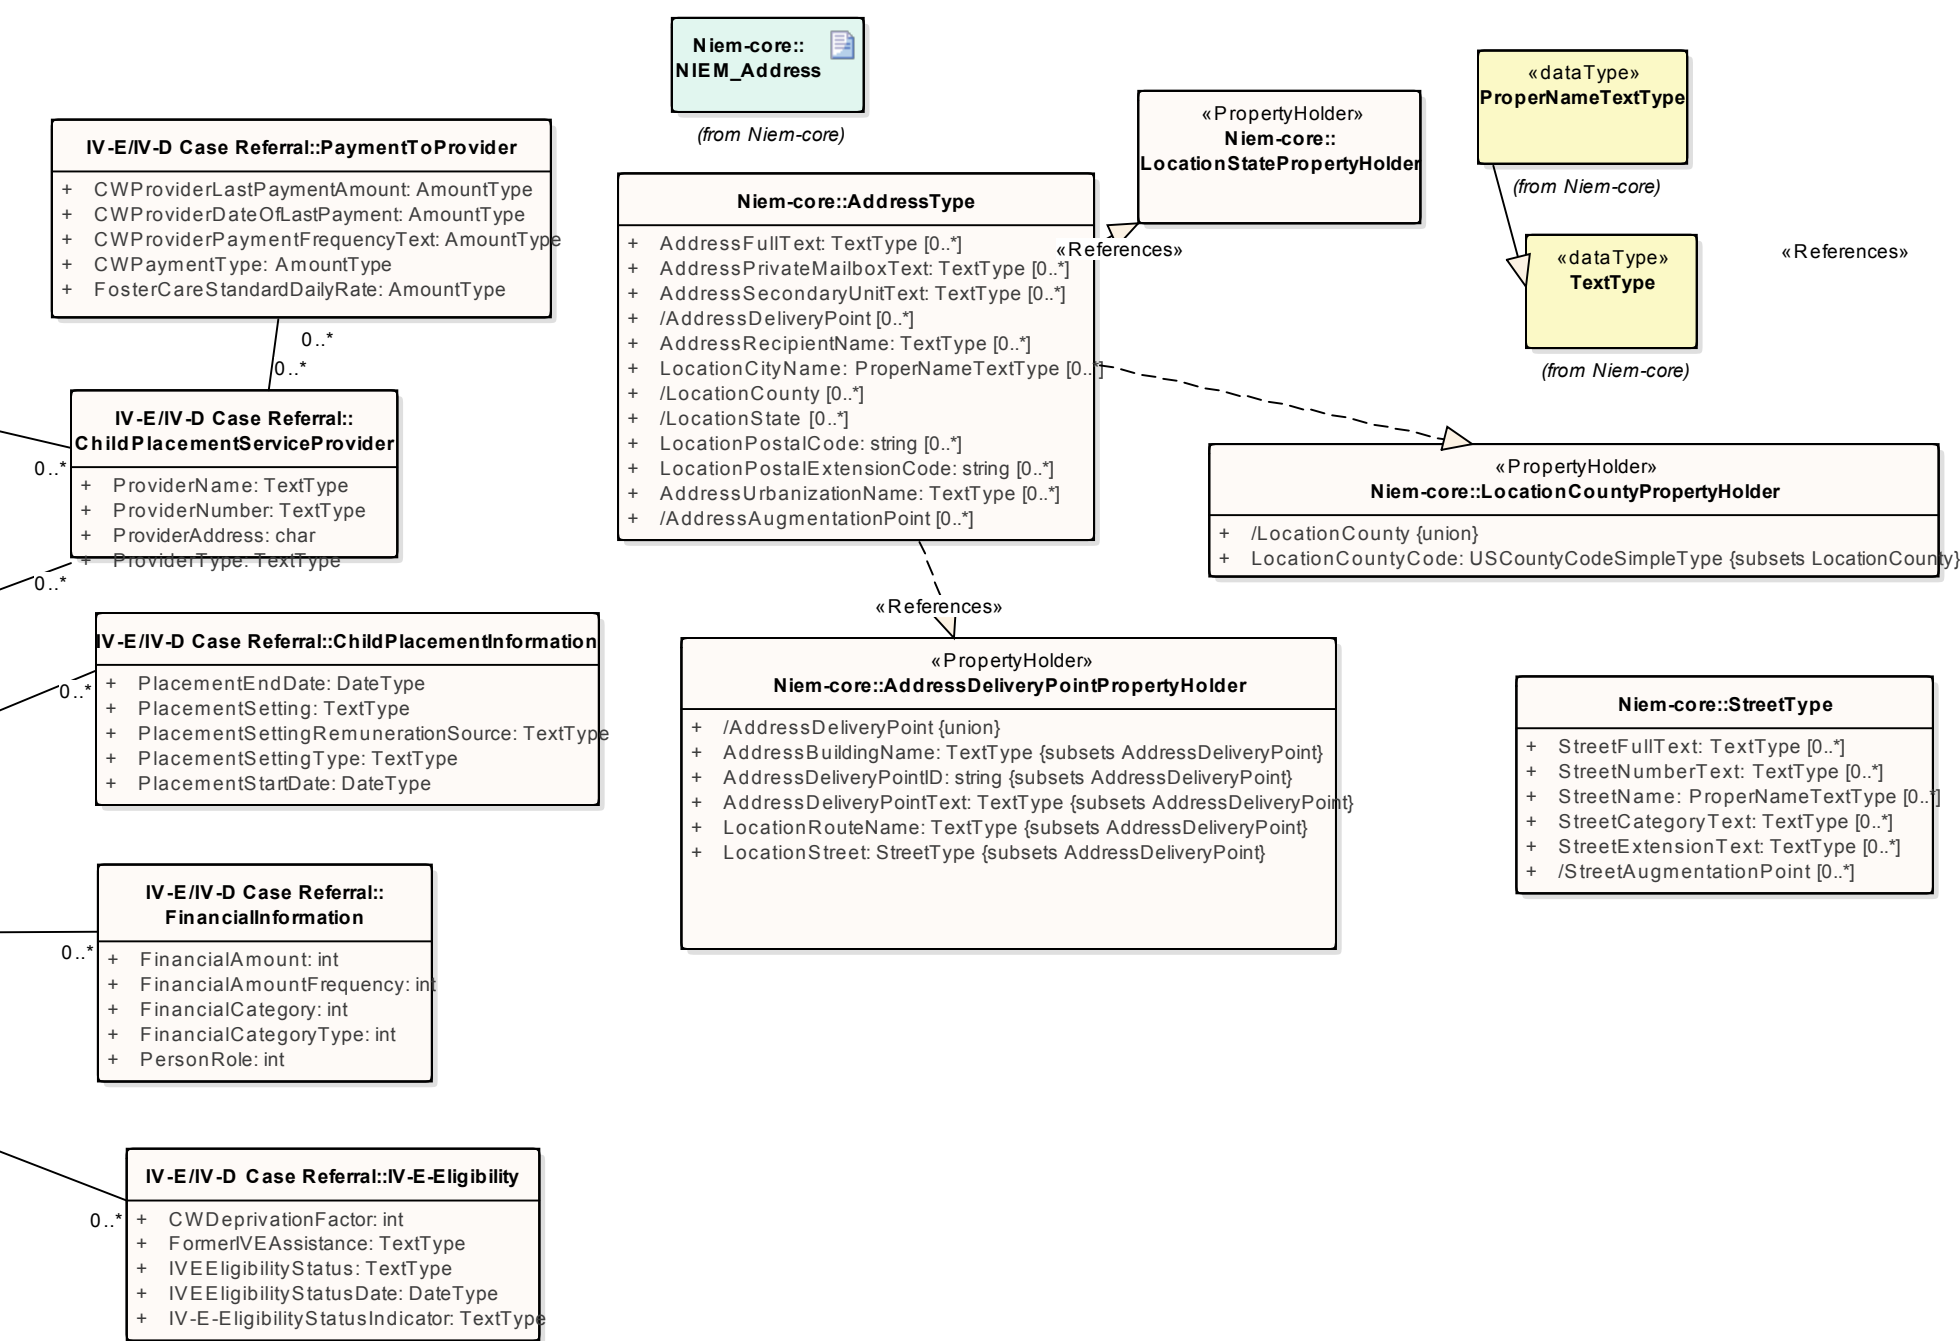 Niem-core::
NIEM_Address
(from Niem-core)
«PropertyHolder»
Niem-core::
LocationStatePropertyHolder
«dataType»
ProperNameTextType
(from Niem-core)
«dataType»
TextType
(from Niem-core)
«References»
IV-E/IV-D Case Referral::PaymentToProvider
+ CWProviderLastPaymentAmount: AmountType
+ CWProviderDateOfLastPayment: AmountType
+ CWProviderPaymentFrequencyText: AmountType
+ CWPaymentType: AmountType
+ FosterCareStandardDailyRate: AmountType
0..*
0..*
IV-E/IV-D Case Referral::
ChildPlacementServiceProvider
+ ProviderName: TextType
+ ProviderNumber: TextType
+ ProviderAddress: char
+ ProviderType: TextType
0..*
0..*
Niem-core::AddressType
+ AddressFullText: TextType [0..*]
+ AddressPrivateMailboxText: TextType [0..*]
+ AddressSecondaryUnitText: TextType [0..*]
+ /AddressDeliveryPoint [0..*]
+ AddressRecipientName: TextType [0..*]
+ LocationCityName: ProperNameTextType [0..*]
+ /LocationCounty [0..*]
+ /LocationState [0..*]
+ LocationPostalCode: string [0..*]
+ LocationPostalExtensionCode: string [0..*]
+ AddressUrbanizationName: TextType [0..*]
+ /AddressAugmentationPoint [0..*]
«References»
«References»
«PropertyHolder»
Niem-core::LocationCountyPropertyHolder
+ /LocationCounty {union}
+ LocationCountyCode: USCountyCodeSimpleType {subsets LocationCounty}
IV-E/IV-D Case Referral::ChildPlacementInformation
+ PlacementEndDate: DateType
+ PlacementSetting: TextType
+ PlacementSettingRemunerationSource: TextType
+ PlacementSettingType: TextType
+ PlacementStartDate: DateType
0..*
«PropertyHolder»
Niem-core::AddressDeliveryPointPropertyHolder
+ /AddressDeliveryPoint {union}
+ AddressBuildingName: TextType {subsets AddressDeliveryPoint}
+ AddressDeliveryPointID: string {subsets AddressDeliveryPoint}
+ AddressDeliveryPointText: TextType {subsets AddressDeliveryPoint}
+ LocationRouteName: TextType {subsets AddressDeliveryPoint}
+ LocationStreet: StreetType {subsets AddressDeliveryPoint}
Niem-core::StreetType
+ StreetFullText: TextType [0..*]
+ StreetNumberText: TextType [0..*]
+ StreetName: ProperNameTextType [0..*]
+ StreetCategoryText: TextType [0..*]
+ StreetExtensionText: TextType [0..*]
+ /StreetAugmentationPoint [0..*]
IV-E/IV-D Case Referral::
FinancialInformation
+ FinancialAmount: int
+ FinancialAmountFrequency: int
+ FinancialCategory: int
+ FinancialCategoryType: int
+ PersonRole: int
0..*
IV-E/IV-D Case Referral::IV-E-Eligibility
+ CWDeprivationFactor: int
+ FormerIVEAssistance: TextType
+ IVEEligibilityStatus: TextType
+ IVEEligibilityStatusDate: DateType
+ IV-E-EligibilityStatusIndicator: TextType
0..*